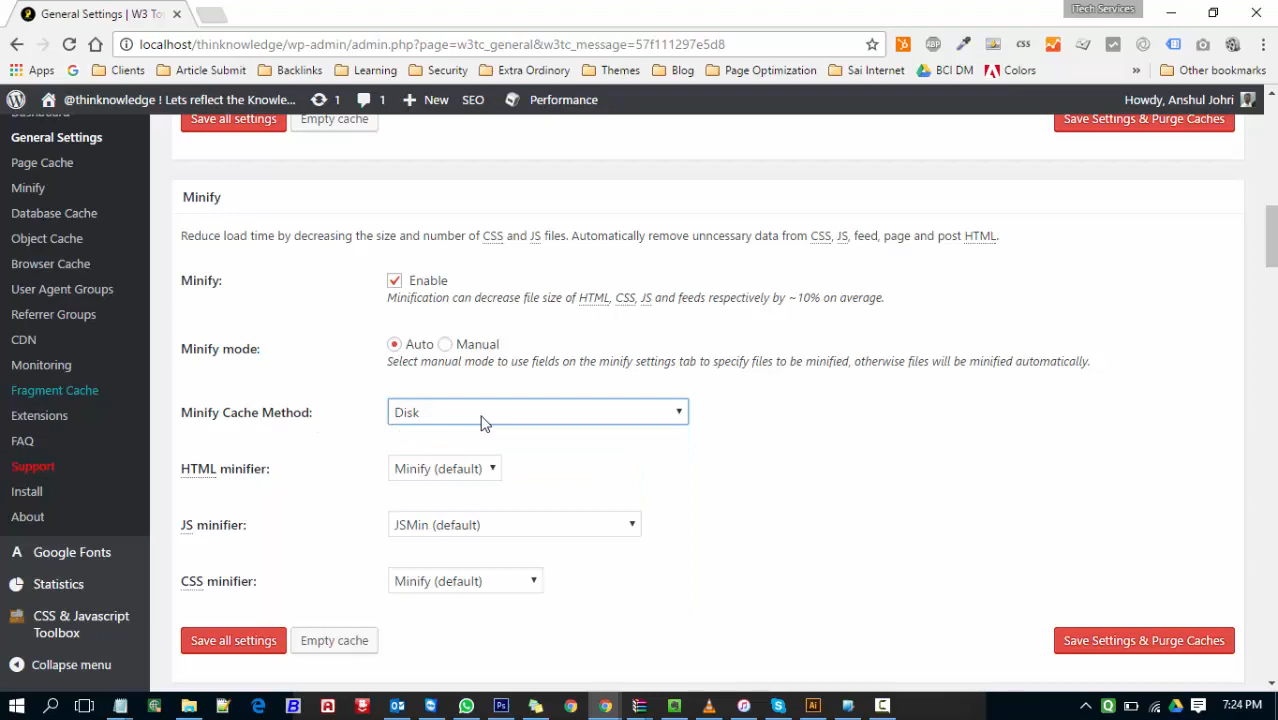 General Settings | W3 To
iTech Services
localhost/thinknowledge/wp-admin/admin.php?page=w3tc_general&w3tc_message=57f111297e5d8
ABP
CSS
Apps
Clients
Article Submit
Backlinks
Learning
Security
Extra Ordinory
Themes
Blog
Page Optimization
Sai Internet
BCI DM
Colors
»
Other bookmarks
@thinknowledge ! Lets reflect the Knowle...
1
1
New
SEO
Performance
Howdy, Anshul Johri
Dashboard
General Settings
Page Cache
Minify
Database Cache
Object Cache
Browser Cache
User Agent Groups
Referrer Groups
CDN
Monitoring
Fragment Cache
Extensions
FAQ
Support
Install
About
Google Fonts
Statistics
CSS & Javascript
Toolbox
Collapse menu
Save all settings
Empty cache
Save Settings & Purge Caches
Minify
Reduce load time by decreasing the size and number of CSS and JS files. Automatically remove unncessary data from CSS, JS, feed, page and post HTML.
Minify:
Enable
Minification can decrease file size of HTML, CSS, JS and feeds respectively by ~10% on average.
Minify mode:
Auto
Manual
Select manual mode to use fields on the minify settings tab to specify files to be minified, otherwise files will be minified automatically.
Minify Cache Method:
Disk
HTML minifier:
Minify (default)
JS minifier:
JSMin (default)
CSS minifier:
Minify (default)
Save all settings
Empty cache
Save Settings & Purge Caches
7:24 PM